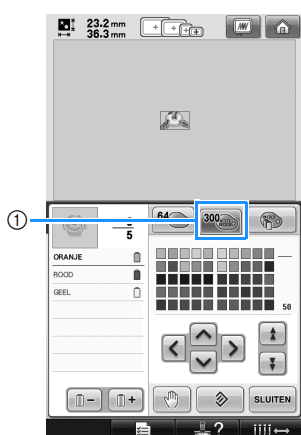 23.2 mm
36.3 mm
1
64
300
5
ORANJE
ROOD
GEEL
50
SLUITEN
?